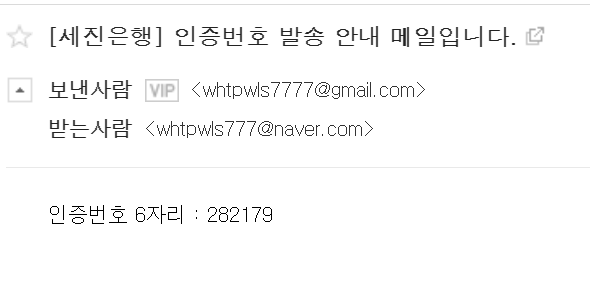 [세진은행] 인증번호 발송 안내 메일입니다.
보낸사람 VIP <whtpwls7777@gmail.com>
받는사람 <whtpwls777@naver.com>
인증번호 6자리 : 282179